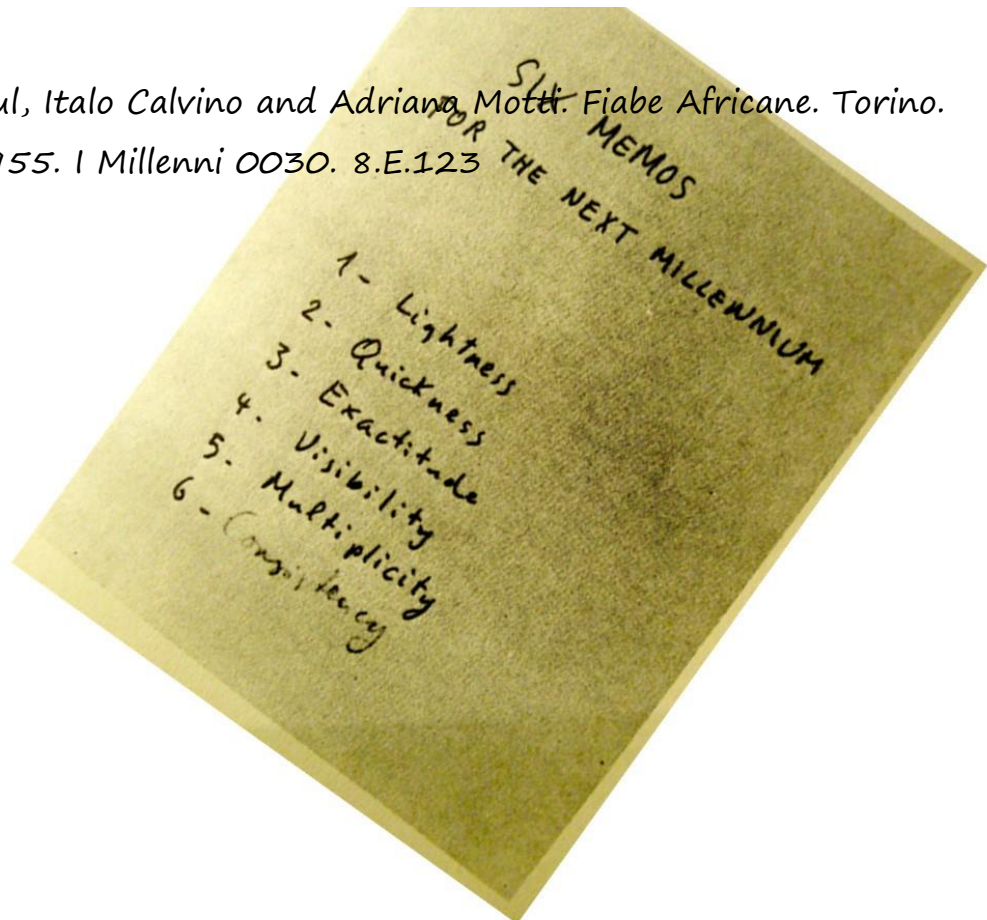 ul, Italo Calvino and Adriana Motti. Fiabe Africane. Torino.
955. I Millenni 0030. 8.E.123
SIX MEMOS
FOR THE NEXT MILLENNIUM
1- Lightness
2- Quickness
3- Exactitude
4- Visibility
5- Multiplicity
6- Consistency